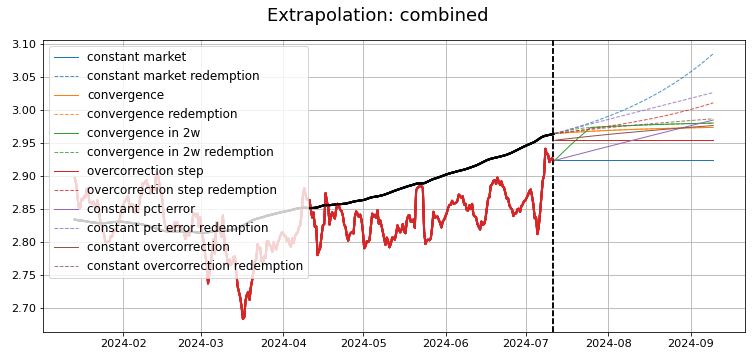 Extrapolation: combined
3.10
3.05
3.00
2.95
2.90
2.85
2.80
2.75
2.70
constant market
constant market redemption
convergence
convergence redemption
convergence in 2w
convergence in 2w redemption
overcorrection step
overcorrection step redemption
constant pct error
constant pct error redemption
constant overcorrection
constant overcorrection redemption
2024-02 2024-03 2024-04 2024-05 2024-06 2024-07 2024-08 2024-09